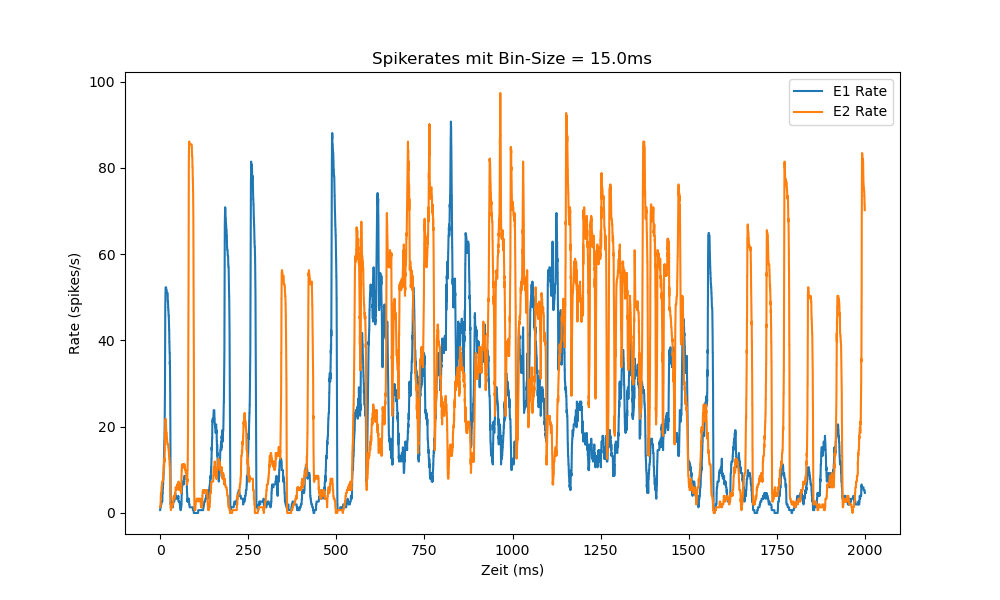 Spikerates mit Bin-Size = 15.0ms
E1 Rate
E2 Rate
100
80
60
40
20
0
Rate (spikes/s)
0 250 500 750 1000 1250 1500 1750 2000
Zeit (ms)